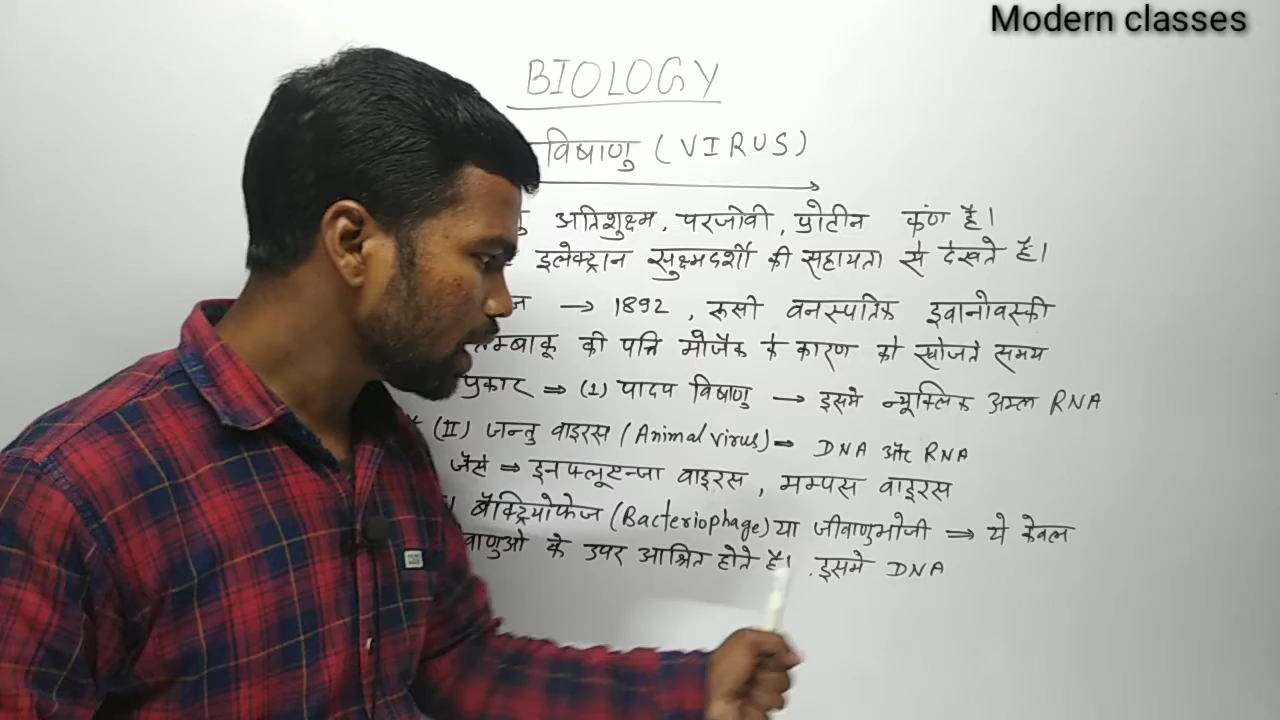 Modern classes
BIOLOGY
विषाणु (VIRUS)
अतिशुक्ष्म, परजीवी, प्रोटीन कंण है।
इलेक्ट्रान सुक्ष्मदर्शी की सहायता से देखते है।
→ 1892, रूसी वनस्पतिक इवानोवस्की
तम्बाकू की पत्ति मोजैक के कारण को खोजते समय
प्रकार ⇒ (1) पादप विषाणु → इसमे न्यूक्लिक अम्ल RNA
(II) जन्तु वाइरस (Animal virus) ⇒ DNA और RNA
जैसे ⇒ इनफ्लूएन्जा वाइरस, मम्पस वाइरस
बैक्ट्रियोफेज (Bacteriophage) या जीवाणुभोजी ⇒ ये केवल
के उपर आश्रित होते है। इसमे DNA